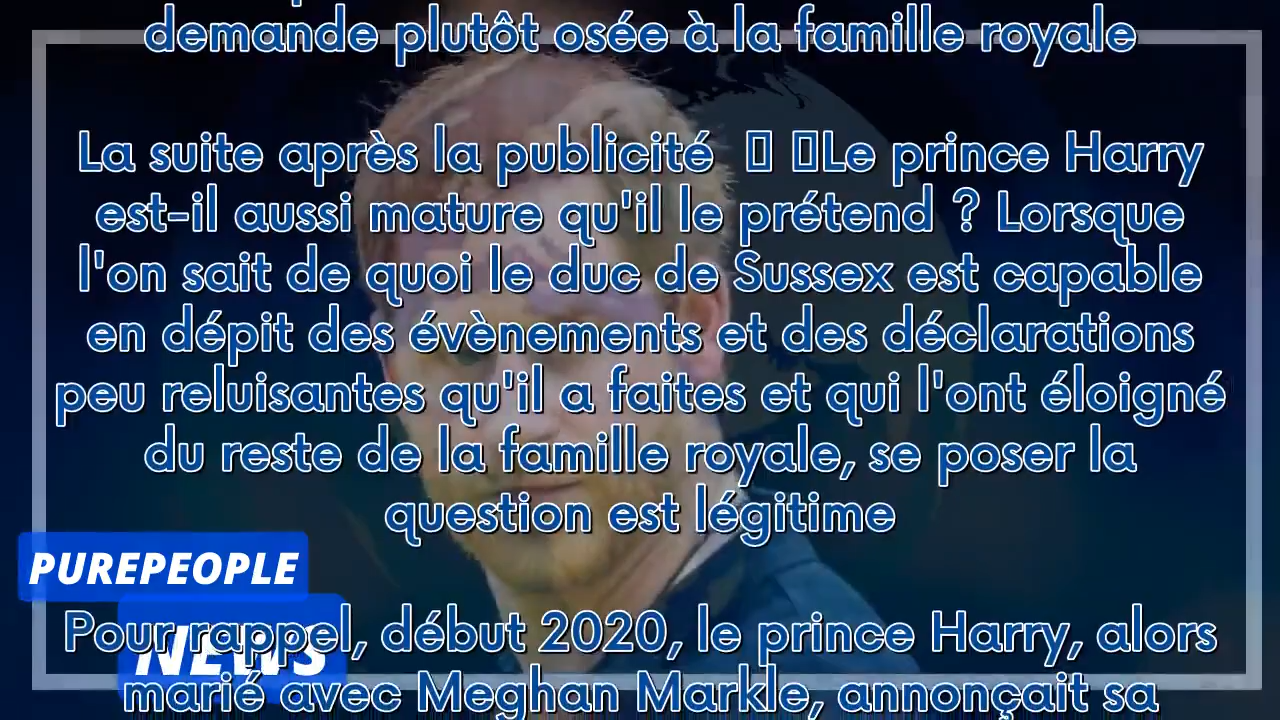 demande plutôt osée à la famille royale
La suite après la publicité Le prince Harry
est-il aussi mature qu'il le prétend ? Lorsque
l'on sait de quoi le duc de Sussex est capable
en dépit des évènements et des déclarations
peu reluisantes qu'il a faites et qui l'ont éloigné
du reste de la famille royale, se poser la
question est légitime
PUREPEOPLE
NEWS
Pour rappel, début 2020, le prince Harry, alors
marié avec Meghan Markle, annonçait sa